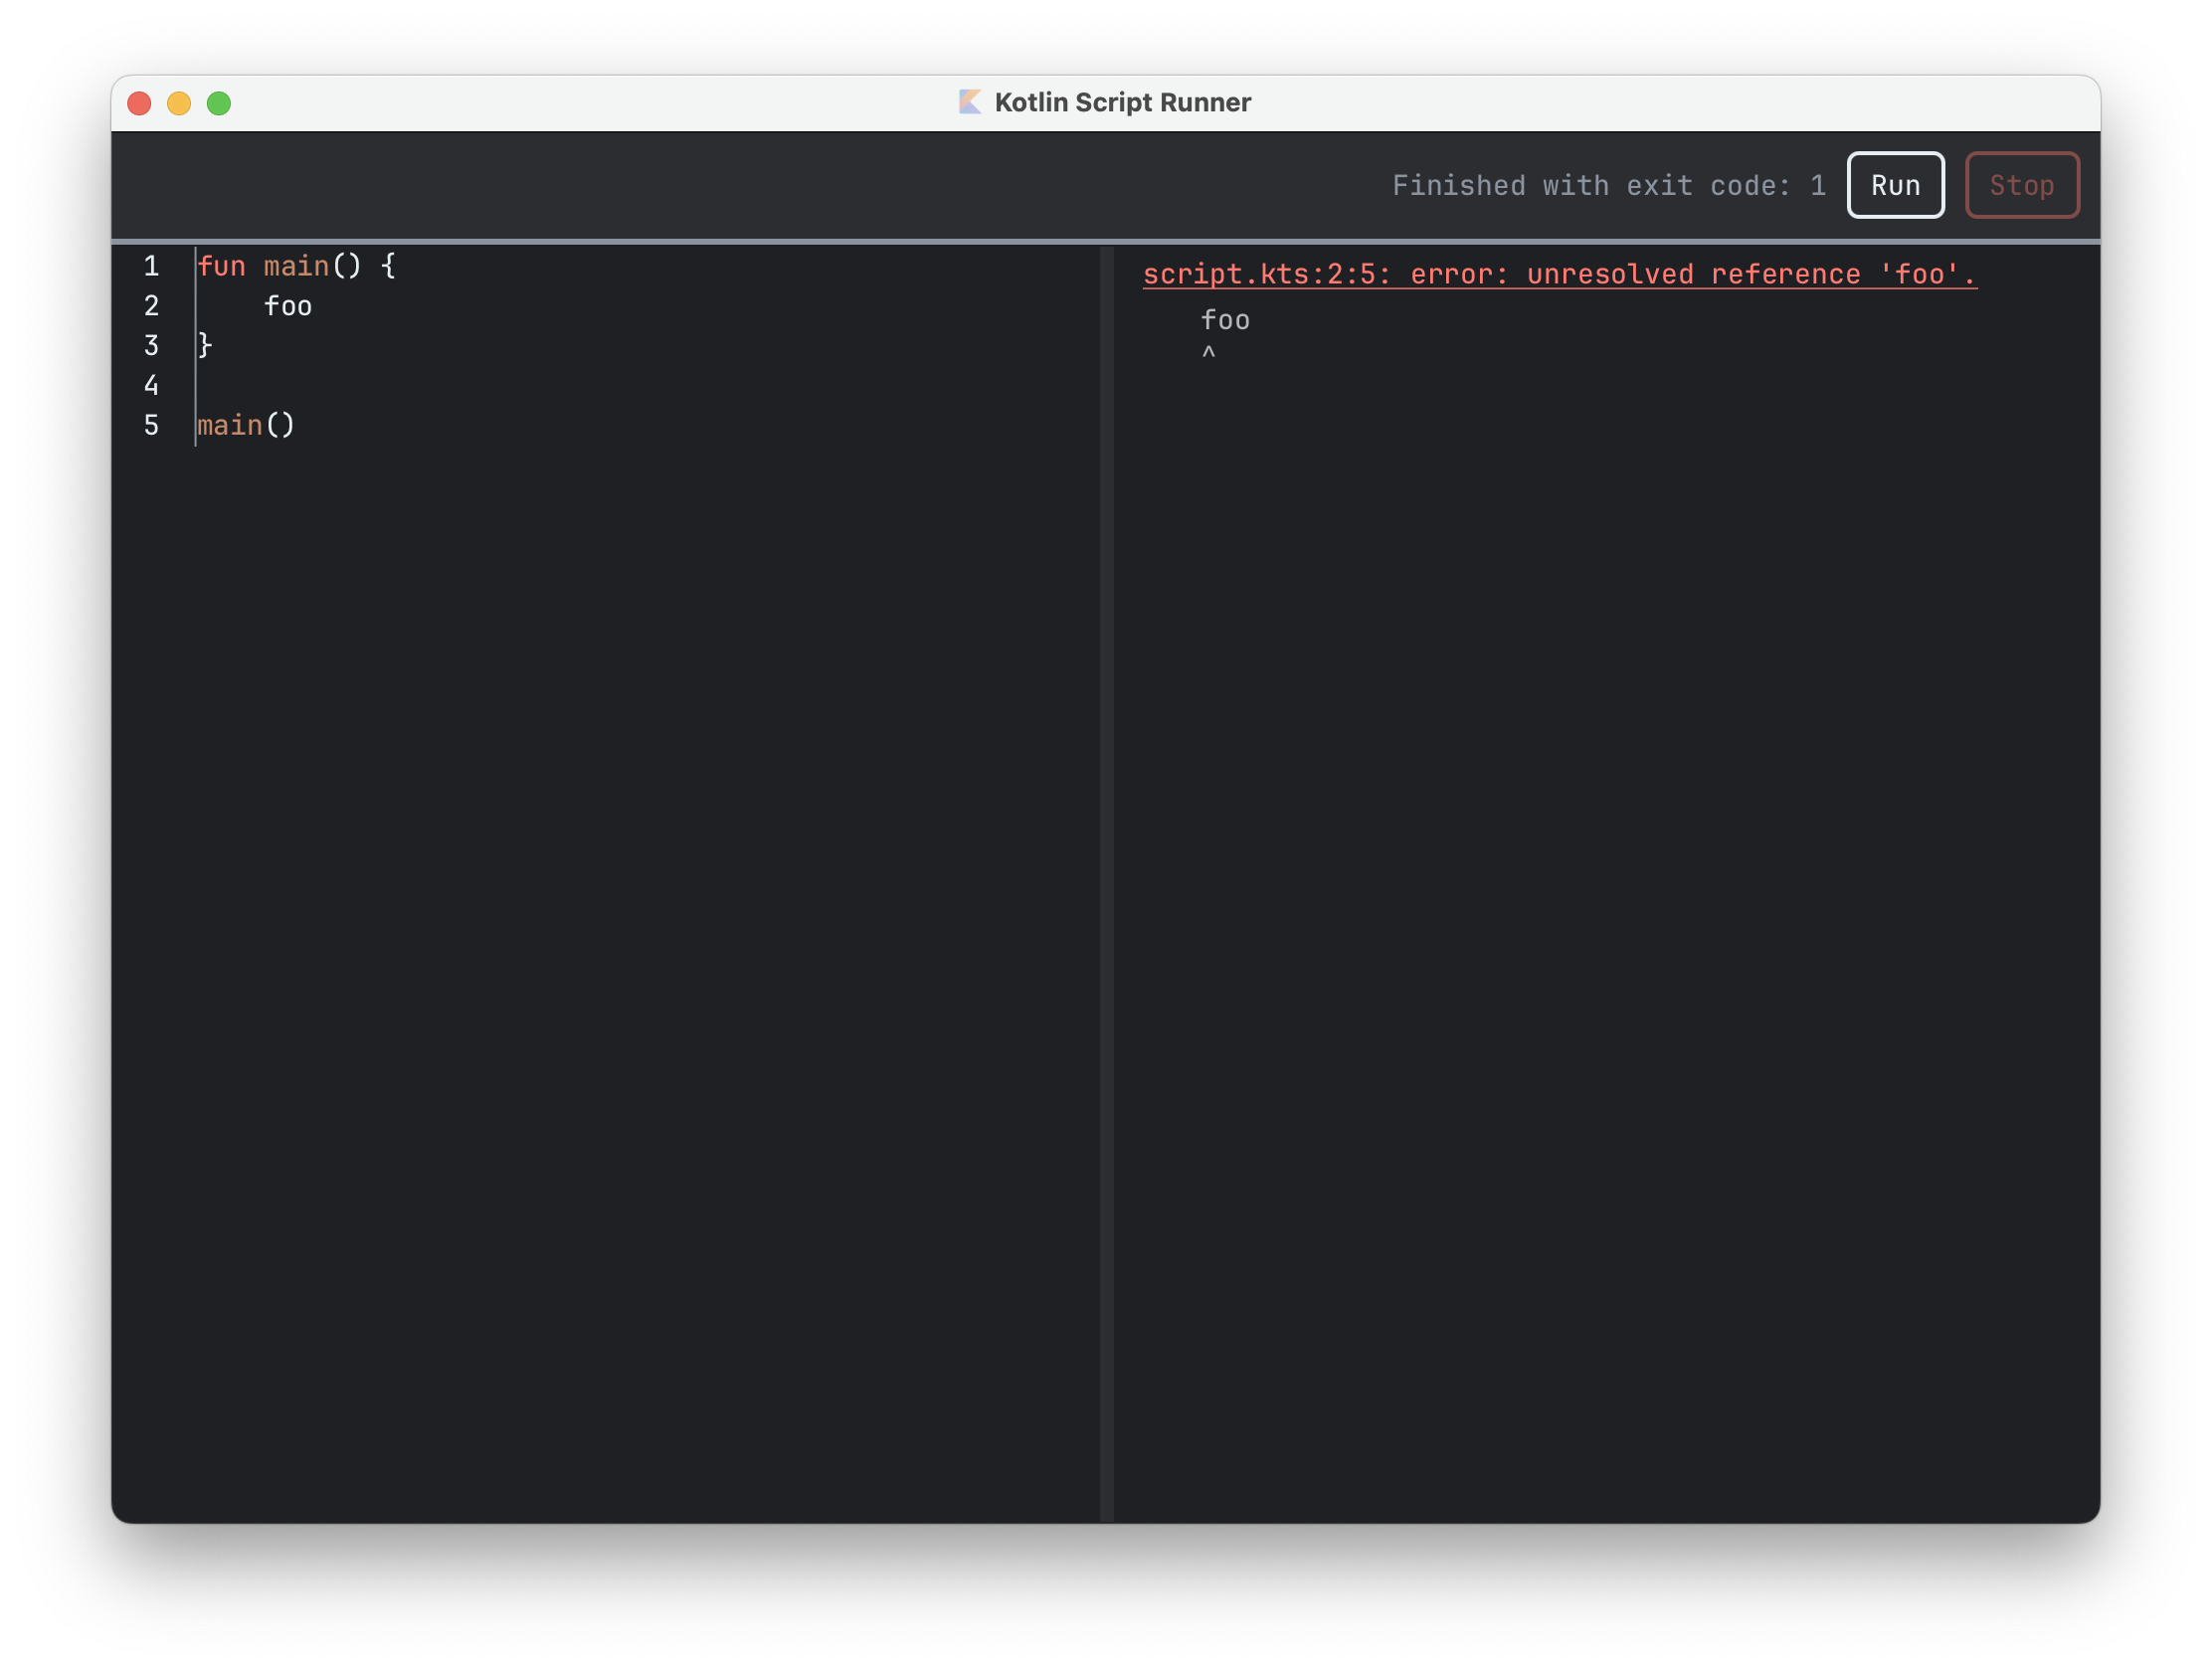 Kotlin Script Runner
Finished with exit code: 1 Run Stop
1 fun main() {
2     foo
3 }
4
5 main()
script.kts:2:5: error: unresolved reference 'foo'.
foo
^